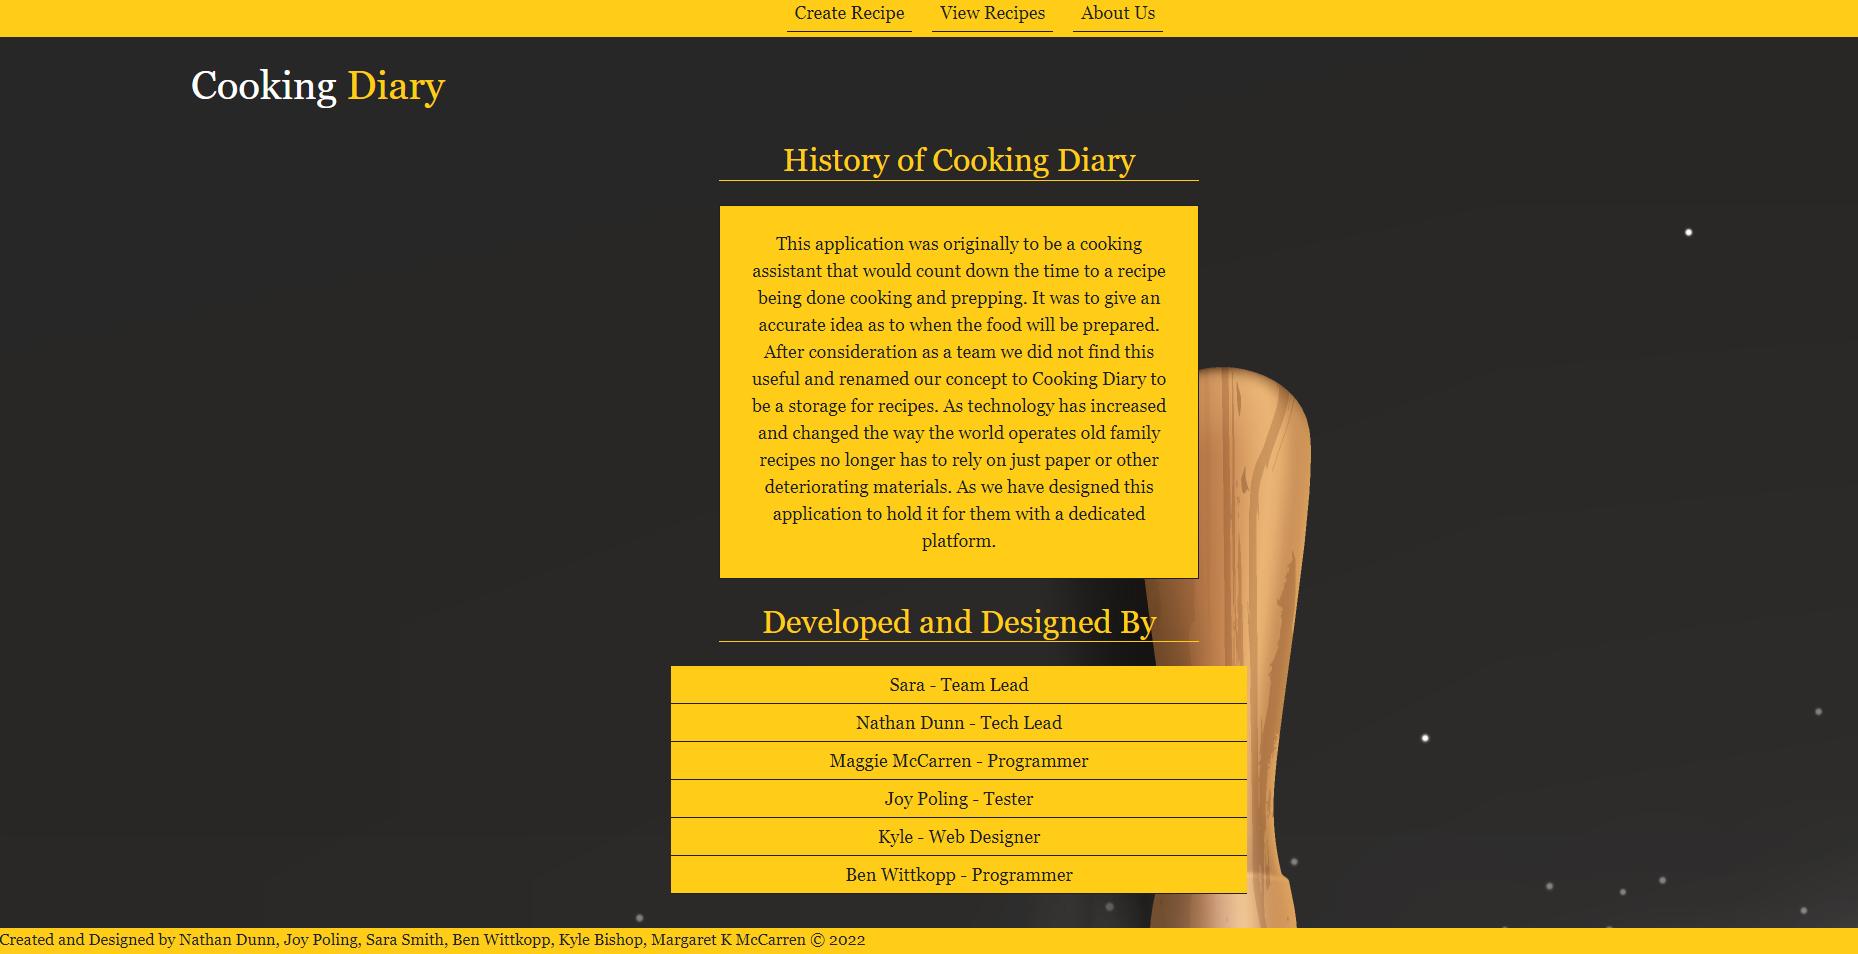 Create Recipe View Recipes About Us
Cooking Diary
History of Cooking Diary
This application was originally to be a cooking
assistant that would count down the time to a recipe
being done cooking and prepping. It was to give an
accurate idea as to when the food will be prepared.
After consideration as a team we did not find this
useful and renamed our concept to Cooking Diary to
be a storage for recipes. As technology has increased
and changed the way the world operates old family
recipes no longer has to rely on just paper or other
deteriorating materials. As we have designed this
application to hold it for them with a dedicated
platform.
Developed and Designed By
Sara - Team Lead
Nathan Dunn - Tech Lead
Maggie McCarren - Programmer
Joy Poling - Tester
Kyle - Web Designer
Ben Wittkopp - Programmer
Created and Designed by Nathan Dunn, Joy Poling, Sara Smith, Ben Wittkopp, Kyle Bishop, Margaret K McCarren © 2022